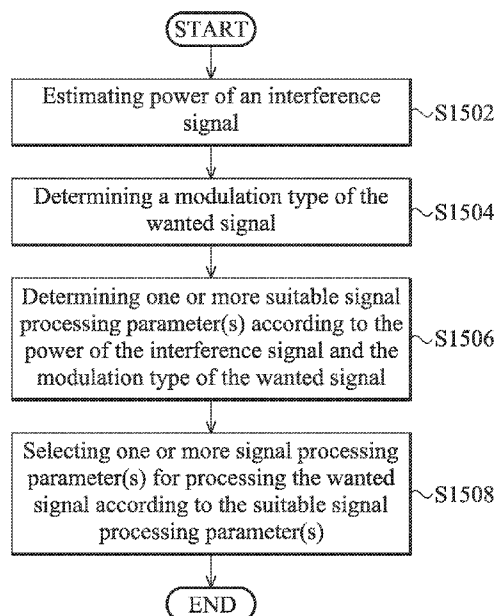 START
Estimating power of an interference
signal
S1502
Determining a modulation type of the
wanted signal
S1504
Determining one or more suitable signal
processing parameter(s) according to the
power of the interference signal and the
modulation type of the wanted signal
S1506
Selecting one or more signal processing
parameter(s) for processing the wanted
signal according to the suitable signal
processing parameter(s)
S1508
END